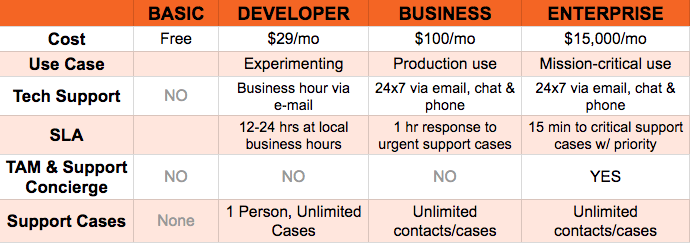 BASIC DEVELOPER BUSINESS ENTERPRISE
Cost Free $29/mo $100/mo $15,000/mo
Use Case Experimenting Production use Mission-critical use
Tech Support NO Business hour via e-mail 24x7 via email, chat & phone 24x7 via email, chat & phone
SLA 12-24 hrs at local business hours 1 hr response to urgent support cases 15 min to critical support cases w/ priority
TAM & Support Concierge NO NO NO YES
Support Cases None 1 Person, Unlimited Cases Unlimited contacts/cases Unlimited contacts/cases